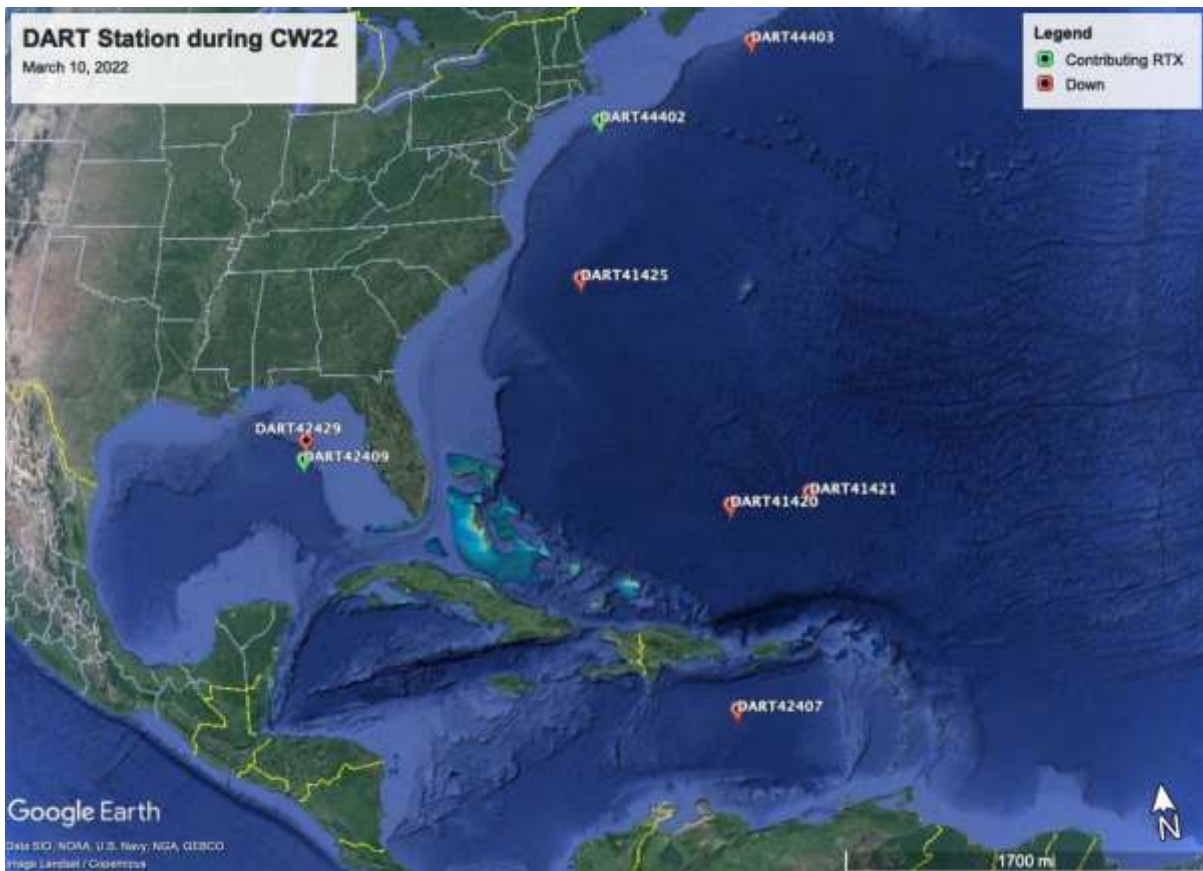 DART Station during CW22
March 10, 2022
Legend
Contributing RTX
Down
DART44403
DART44402
DART41425
DART42429
DART42409
DART41421
DART41420
DART42407
Google Earth
Data SIO, NOAA, U.S. Navy, NGA, GEBCO
Image Landsat / Copernicus
N
1700 mi